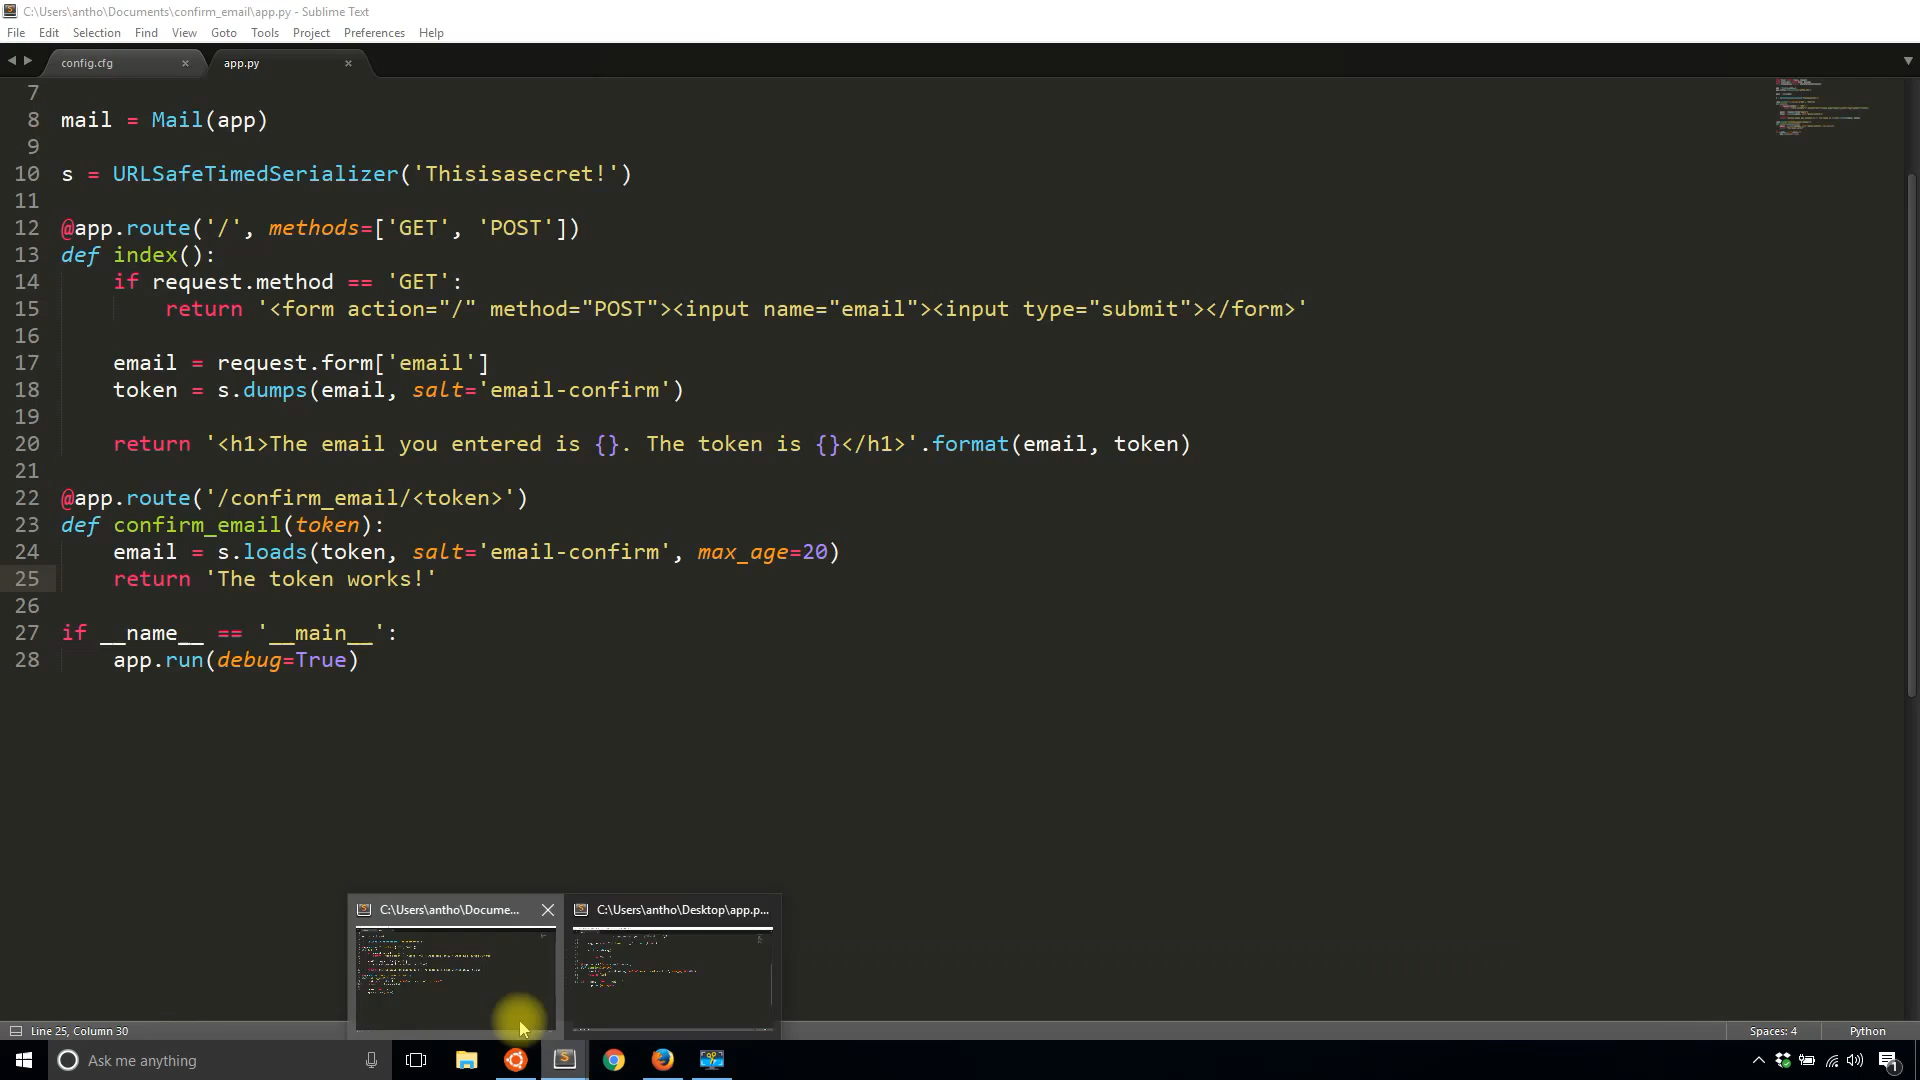 C:\Users\antho\Documents\confirm_email\app.py - Sublime Text
File Edit Selection Find View Goto Tools Project Preferences Help
config.cfg × app.py ×
7
8 mail = Mail(app)
9
10 s = URLSafeTimedSerializer('Thisisasecret!')
11
12 @app.route('/', methods=['GET', 'POST'])
13 def index():
14 if request.method == 'GET':
15 return '<form action="/" method="POST"><input name="email"><input type="submit"></form>'
16
17 email = request.form['email']
18 token = s.dumps(email, salt='email-confirm')
19
20 return '<h1>The email you entered is {}. The token is {}</h1>'.format(email, token)
21
22 @app.route('/confirm_email/<token>')
23 def confirm_email(token):
24 email = s.loads(token, salt='email-confirm', max_age=20)
25 return 'The token works!'
26
27 if __name__ == '__main__':
28 app.run(debug=True)
C:\Users\antho\Docume... C:\Users\antho\Desktop\app.p...
Line 25, Column 30 Spaces: 4 Python
Ask me anything 1